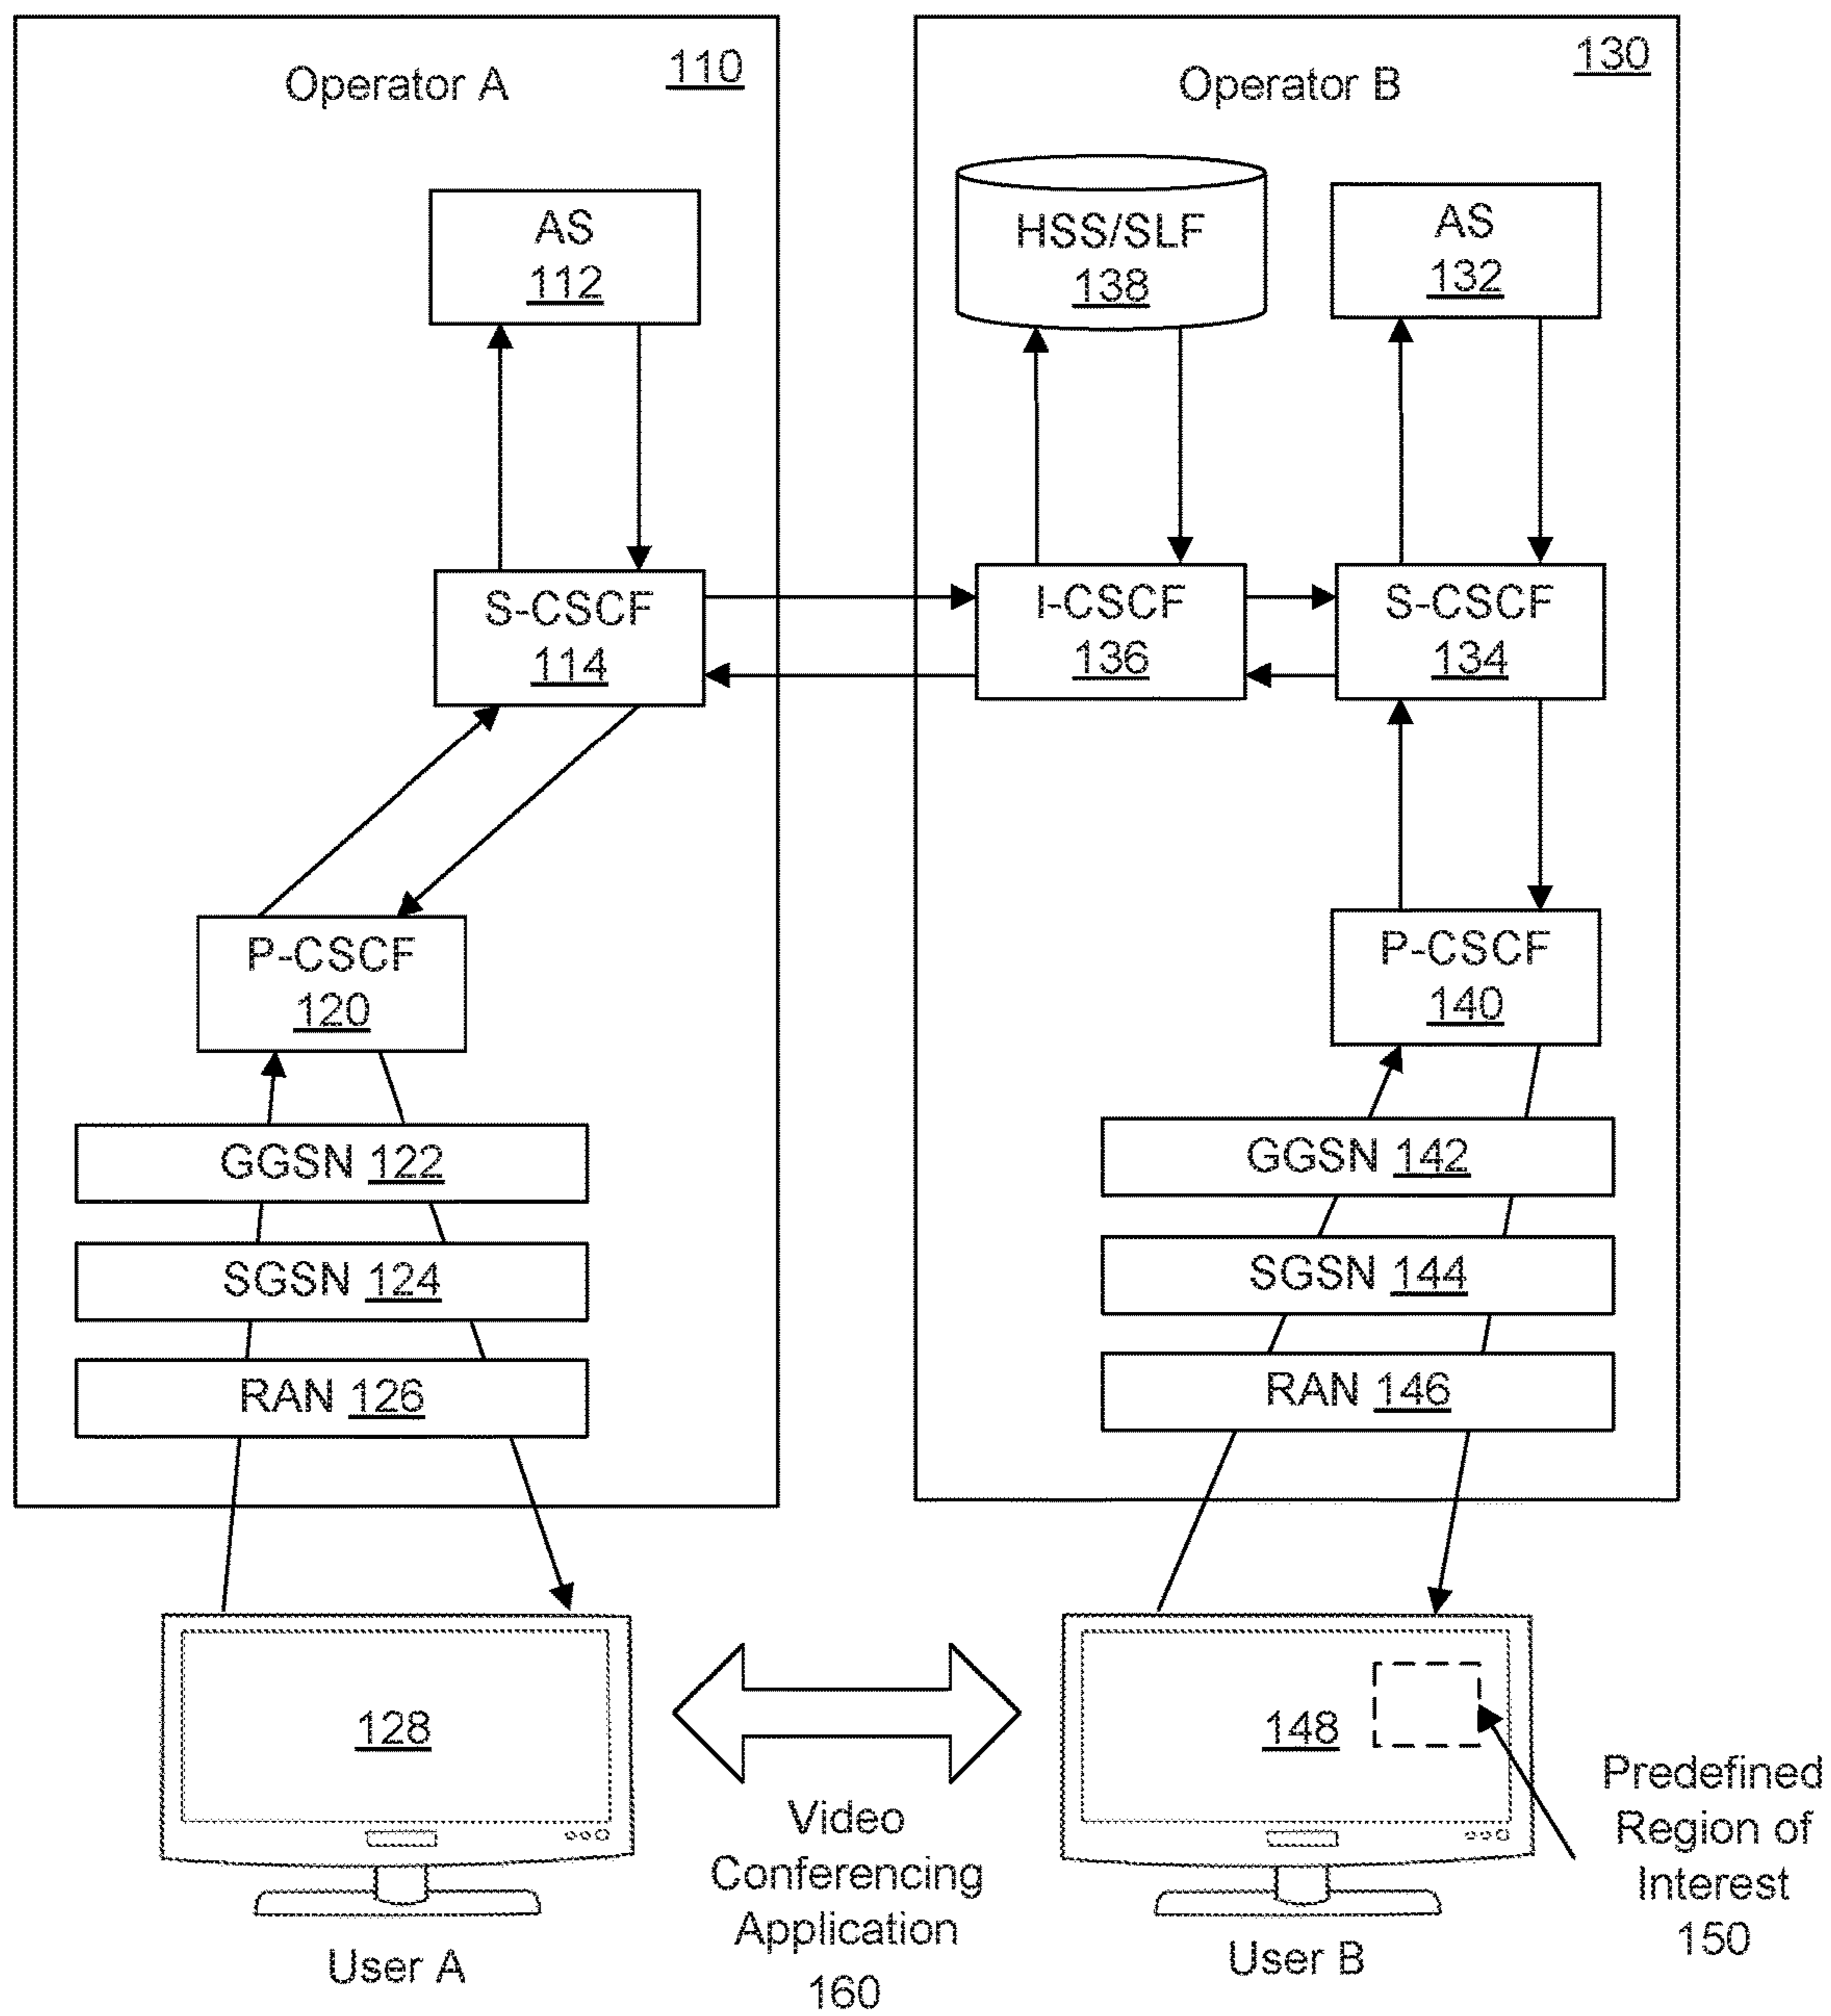 Operator A
110
AS
112
S-CSCF
114
P-CSCF
120
GGSN 122
SGSN 124
RAN 126
128
User A
Operator B
130
HSS/SLF
138
AS
132
I-CSCF
136
S-CSCF
134
P-CSCF
140
GGSN 142
SGSN 144
RAN 146
148
User B
Video
Conferencing
Application
160
Predefined
Region of
Interest
150